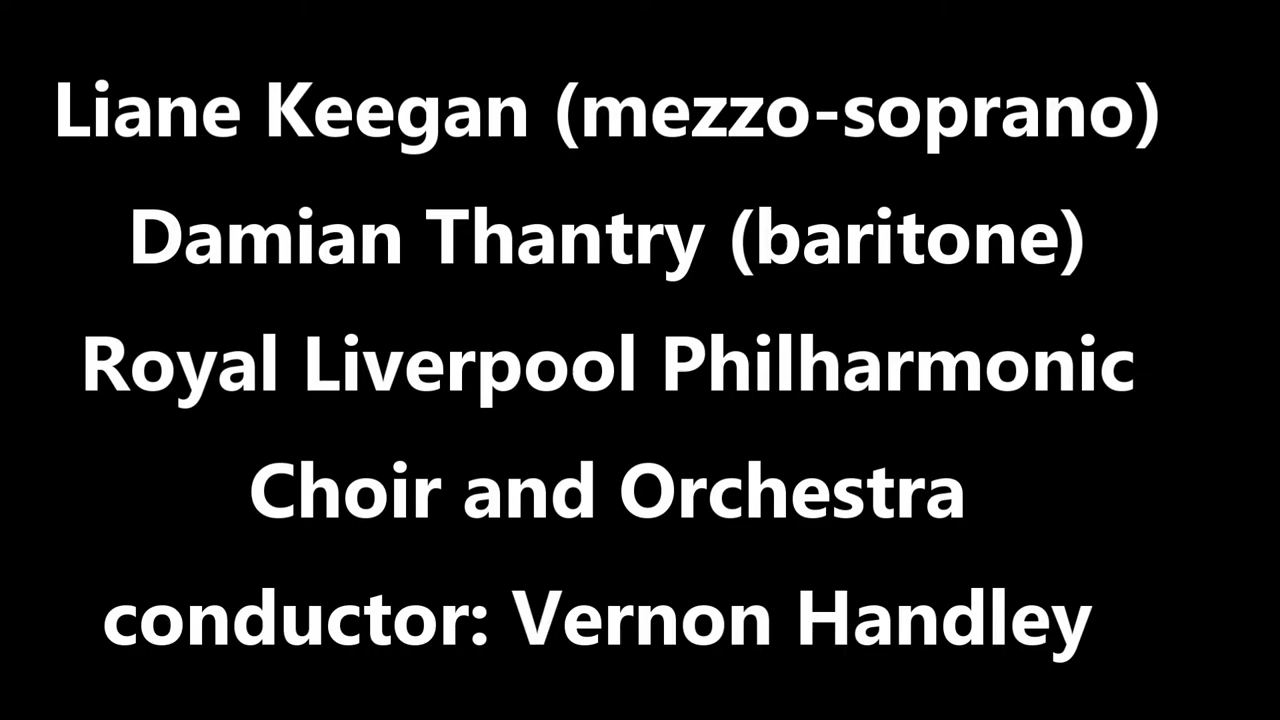 Liane Keegan (mezzo-soprano)
Damian Thantry (baritone)
Royal Liverpool Philharmonic
Choir and Orchestra
conductor: Vernon Handley